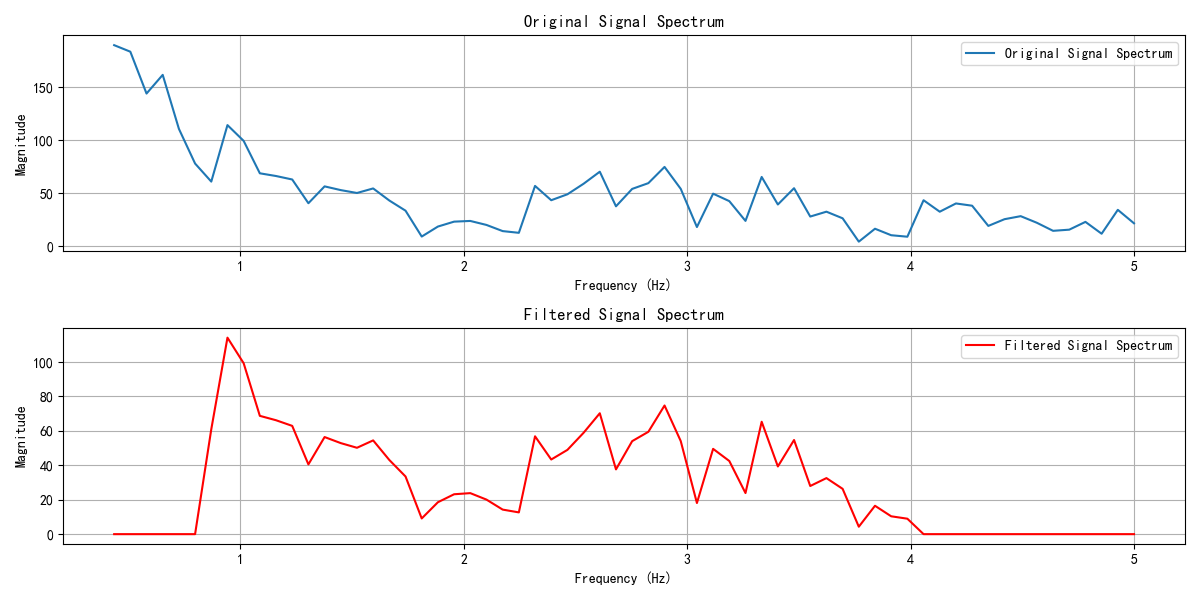 Original Signal Spectrum
Original Signal Spectrum
Magnitude
150
100
50
0
1 2 3 4 5
Frequency (Hz)
Filtered Signal Spectrum
Filtered Signal Spectrum
Magnitude
100
80
60
40
20
0
1 2 3 4 5
Frequency (Hz)